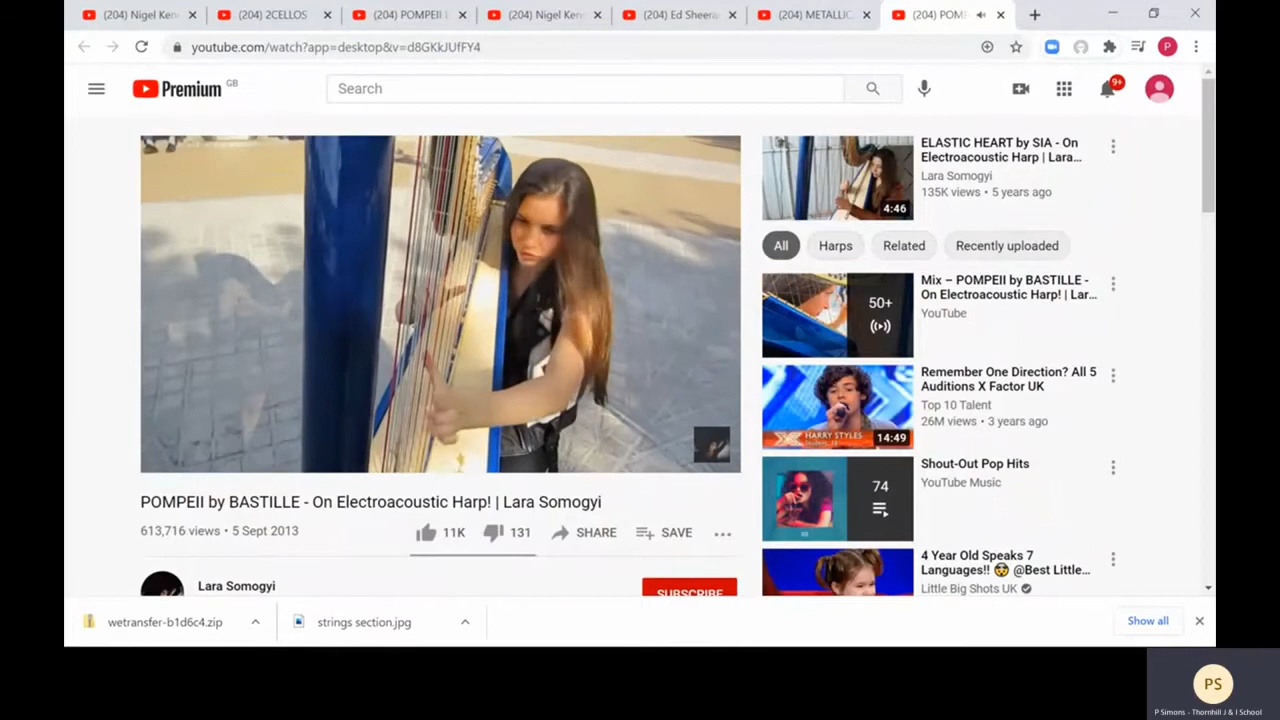 (204) Nigel Ken
(204) 2CELLOS
(204) POMPEII
(204) Nigel Ken
(204) Ed Sheera
(204) METALLIC
(204) POMP
youtube.com/watch?app=desktop&v=d8GKkJUfFY4
P
Premium GB
Search
9+
ELASTIC HEART by SIA - On
Electroacoustic Harp | Lara...
Lara Somogyi
135K views • 5 years ago
4:46
All
Harps
Related
Recently uploaded
Mix – POMPEII by BASTILLE -
On Electroacoustic Harp! | Lar...
YouTube
50+
Remember One Direction? All 5
Auditions X Factor UK
Top 10 Talent
26M views • 3 years ago
HARRY STYLES
14:49
Shout-Out Pop Hits
YouTube Music
74
4 Year Old Speaks 7
Languages!! 😨 @Best Little...
Little Big Shots UK
POMPEII by BASTILLE - On Electroacoustic Harp! | Lara Somogyi
613,716 views • 5 Sept 2013
11K
131
SHARE
SAVE
Lara Somogyi
SUBSCRIBE
wetransfer-b1d6c4.zip
strings section.jpg
Show all
PS
P Simons - Thornhill J & I School